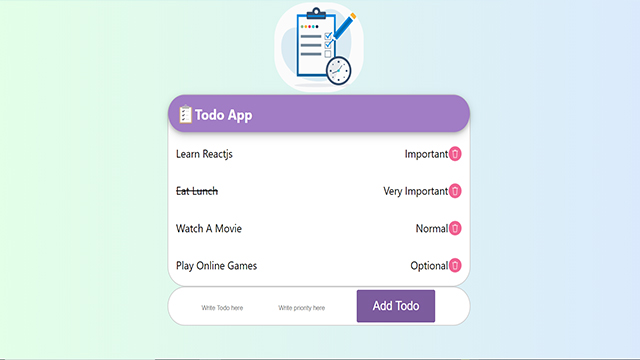 Todo App
Learn Reactjs Important
Eat Lunch Very Important
Watch A Movie Normal
Play Online Games Optional
Write Todo here Write priority here Add Todo